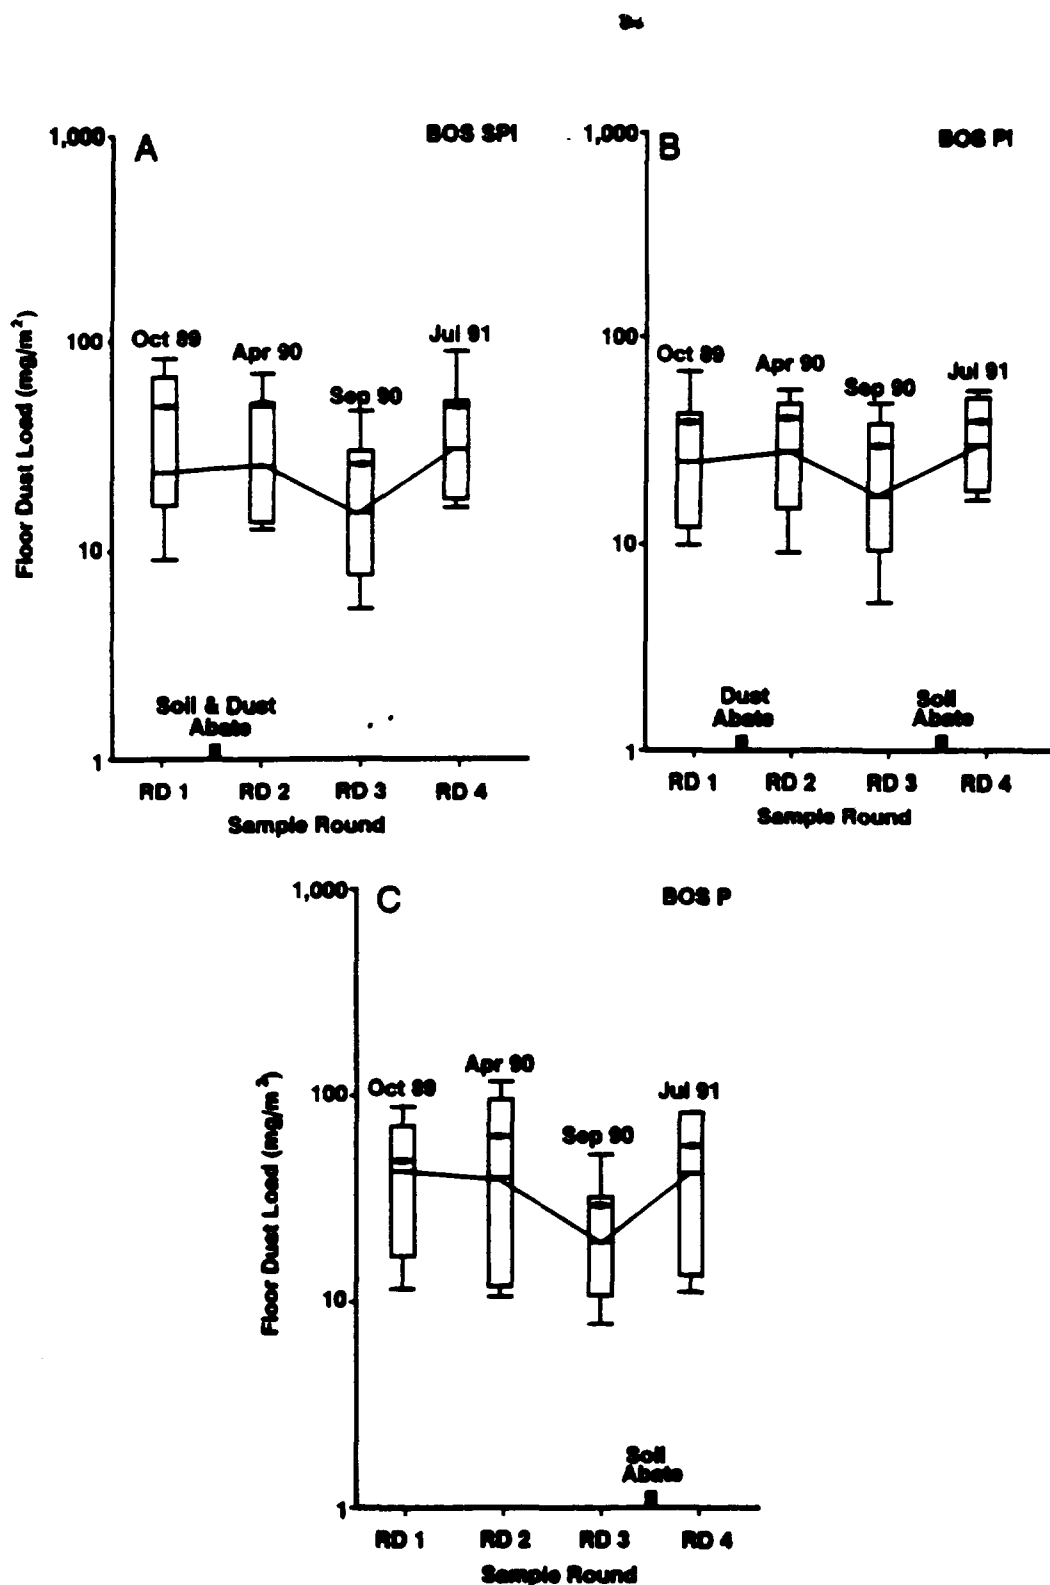 A
BOS SPI
1,000
100
10
1
Floor Dust Load (mg/m²)
Oct 89
Apr 90
Sep 90
Jul 91
Soil & Dust
Abate
RD 1 RD 2 RD 3 RD 4
Sample Round
B
BOS PI
1,000
100
10
1
Oct 89
Apr 90
Sep 90
Jul 91
Dust
Abate
Soil
Abate
RD 1 RD 2 RD 3 RD 4
Sample Round
C
BOS P
1,000
100
10
1
Floor Dust Load (mg/m²)
Oct 89
Apr 90
Sep 90
Jul 91
Soil
Abate
RD 1 RD 2 RD 3 RD 4
Sample Round